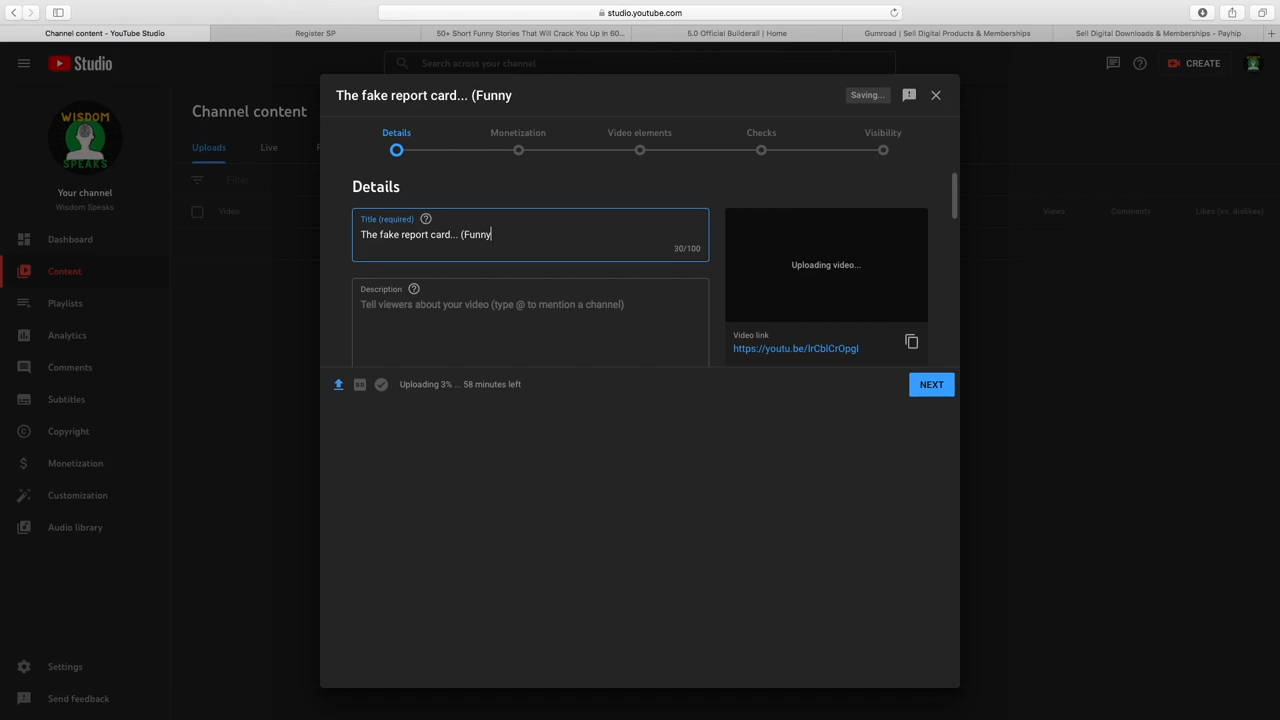 studio.youtube.com
Channel content - YouTube Studio
Register SP
50+ Short Funny Stories That Will Crack You Up In 60...
5.0 Official Builderall | Home
Gumroad | Sell Digital Products & Memberships
Sell Digital Downloads & Memberships - Payhip
Studio
Search across your channel
CREATE
WISDOM
SPEAKS
Your channel
Wisdom Speaks
Dashboard
Content
Playlists
Analytics
Comments
Subtitles
Copyright
Monetization
Customization
Audio library
Settings
Send feedback
Channel content
Uploads
Live
Filter
Video
Views
Comments
Likes (vs. dislikes)
The fake report card... (Funny
Saving...
Details
Monetization
Video elements
Checks
Visibility
Details
Title (required)
The fake report card... (Funny
30/100
Description
Tell viewers about your video (type @ to mention a channel)
Uploading video...
Video link
https://youtu.be/lrCblCrOpgI
Uploading 3% ... 58 minutes left
NEXT